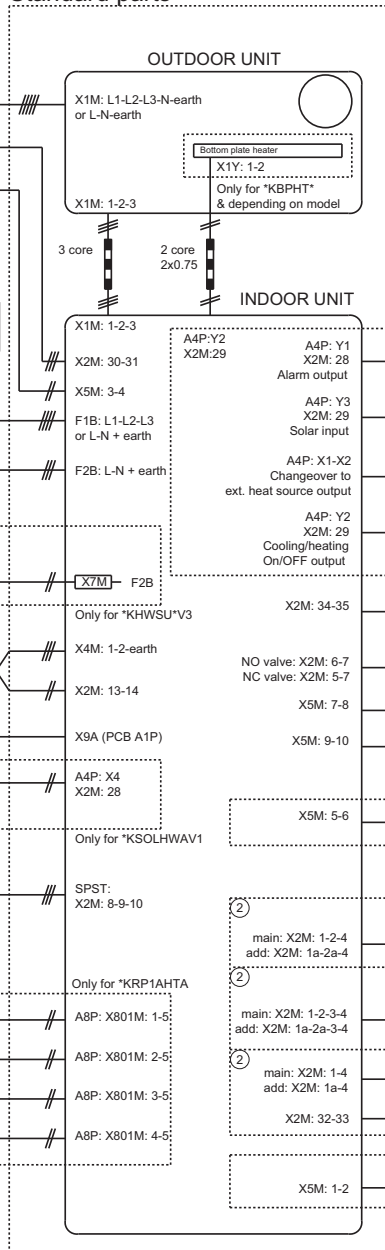 OUTDOOR UNIT
X1M: L1-L2-L3-N-earth
or L-N-earth
Bottom plate heater
X1Y: 1-2
Only for *KBPHT*
& depending on model
X1M: 1-2-3
3 core
2 core
2x0.75
INDOOR UNIT
X1M: 1-2-3
X2M: 30-31
X5M: 3-4
F1B: L1-L2-L3
or L-N + earth
F2B: L-N + earth
X7M
F2B
Only for *KHWSU*V3
X4M: 1-2-earth
X2M: 13-14
X9A (PCB A1P)
A4P: X4
X2M: 28
Only for *KSOLHWAV1
SPST:
X2M: 8-9-10
Only for *KRP1AHTA
A8P: X801M: 1-5
A8P: X801M: 2-5
A8P: X801M: 3-5
A8P: X801M: 4-5
A4P:Y2
X2M:29
A4P: Y1
X2M: 28
Alarm output
A4P: Y3
X2M: 29
Solar input
A4P: X1-X2
Changeover to
ext. heat source output
A4P: Y2
X2M: 29
Cooling/heating
On/OFF output
X2M: 34-35
NO valve: X2M: 6-7
NC valve: X2M: 5-7
X5M: 7-8
X5M: 9-10
X5M: 5-6
2
main: X2M: 1-2-4
add: X2M: 1a-2a-4
2
main: X2M: 1-2-3-4
add: X2M: 1a-2a-3-4
2
main: X2M: 1-4
add: X2M: 1a-4
X2M: 32-33
X5M: 1-2